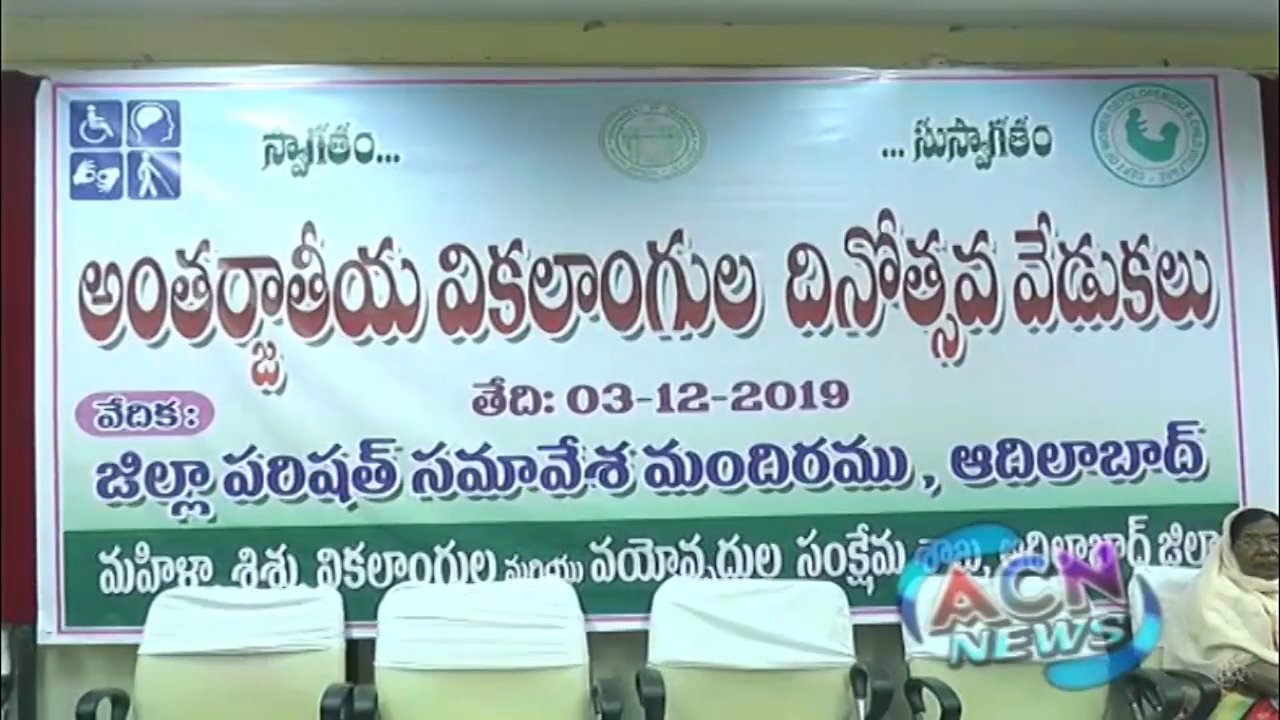 స్వాగతం... ... సుస్వాగతం
అంతర్జాతీయ వికలాంగుల దినోత్సవ వేడుకలు
తేది: 03-12-2019
వేదిక:
జిల్లా పరిషత్ సమావేశ మందిరము, ఆదిలాబాద్
మహిళా శిశు వికలాంగుల మరియు వయోవృద్ధుల సంక్షేమ శాఖ, ఆదిలాబాద్ జిల్లా
ACN
NEWS